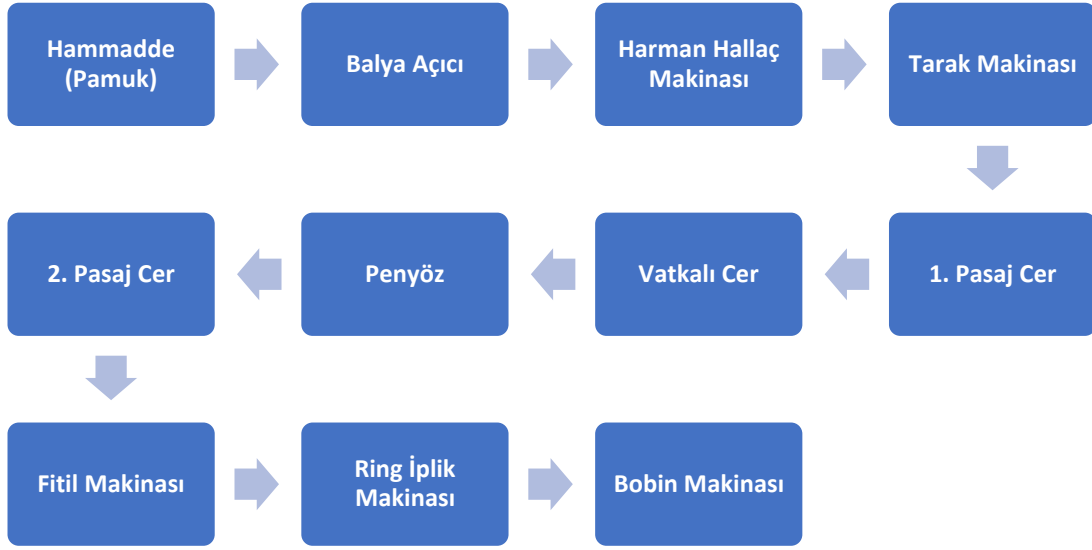 Hammadde
(Pamuk)
Balya Açıcı
Harman Hallaç
Makinası
Tarak Makinası
1. Pasaj Cer
Vatkalı Cer
Penyöz
2. Pasaj Cer
Fitil Makinası
Ring İplik
Makinası
Bobin Makinası